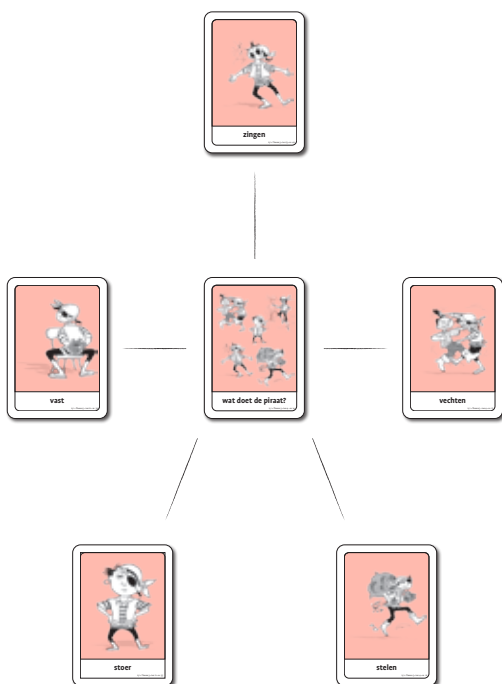 zingen
vast
wat doet de piraat?
vechten
stoer
stelen